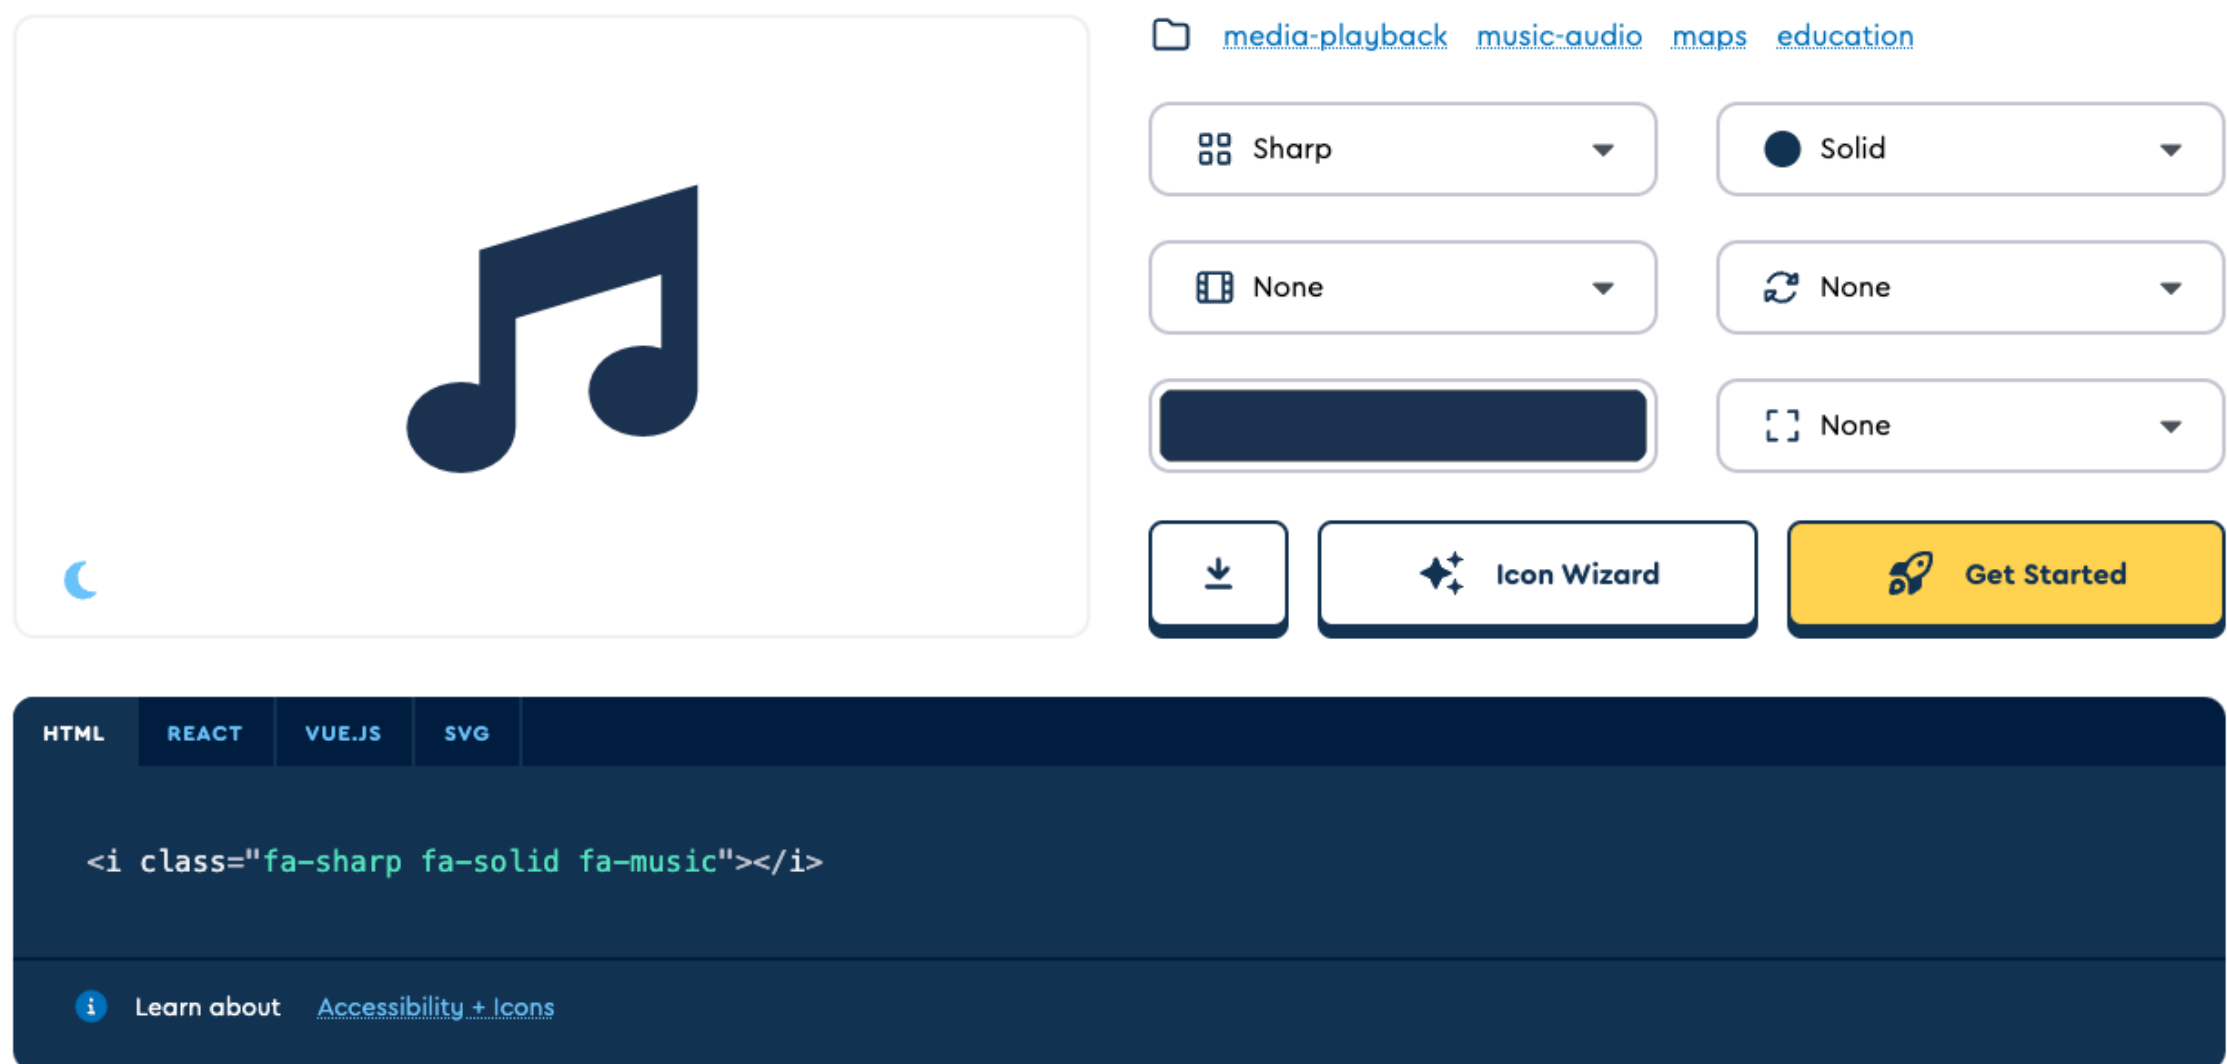 media-playback music-audio maps education
Sharp
Solid
None
None
None
Icon Wizard
Get Started
HTML REACT VUE.JS SVG
<i class="fa-sharp fa-solid fa-music"></i>
Learn about Accessibility + Icons